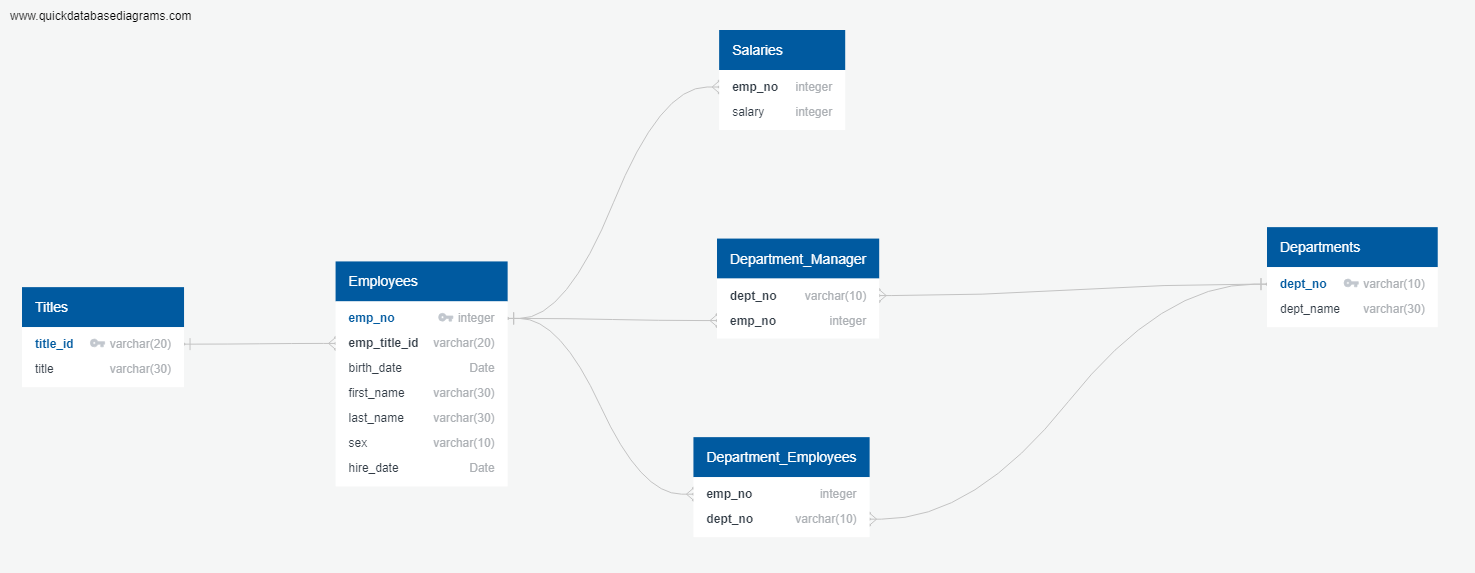 www.quickdatabasediagrams.com
Titles
title_id varchar(20)
title varchar(30)
Employees
emp_no integer
emp_title_id varchar(20)
birth_date Date
first_name varchar(30)
last_name varchar(30)
sex varchar(10)
hire_date Date
Salaries
emp_no integer
salary integer
Department_Manager
dept_no varchar(10)
emp_no integer
Department_Employees
emp_no integer
dept_no varchar(10)
Departments
dept_no varchar(10)
dept_name varchar(30)